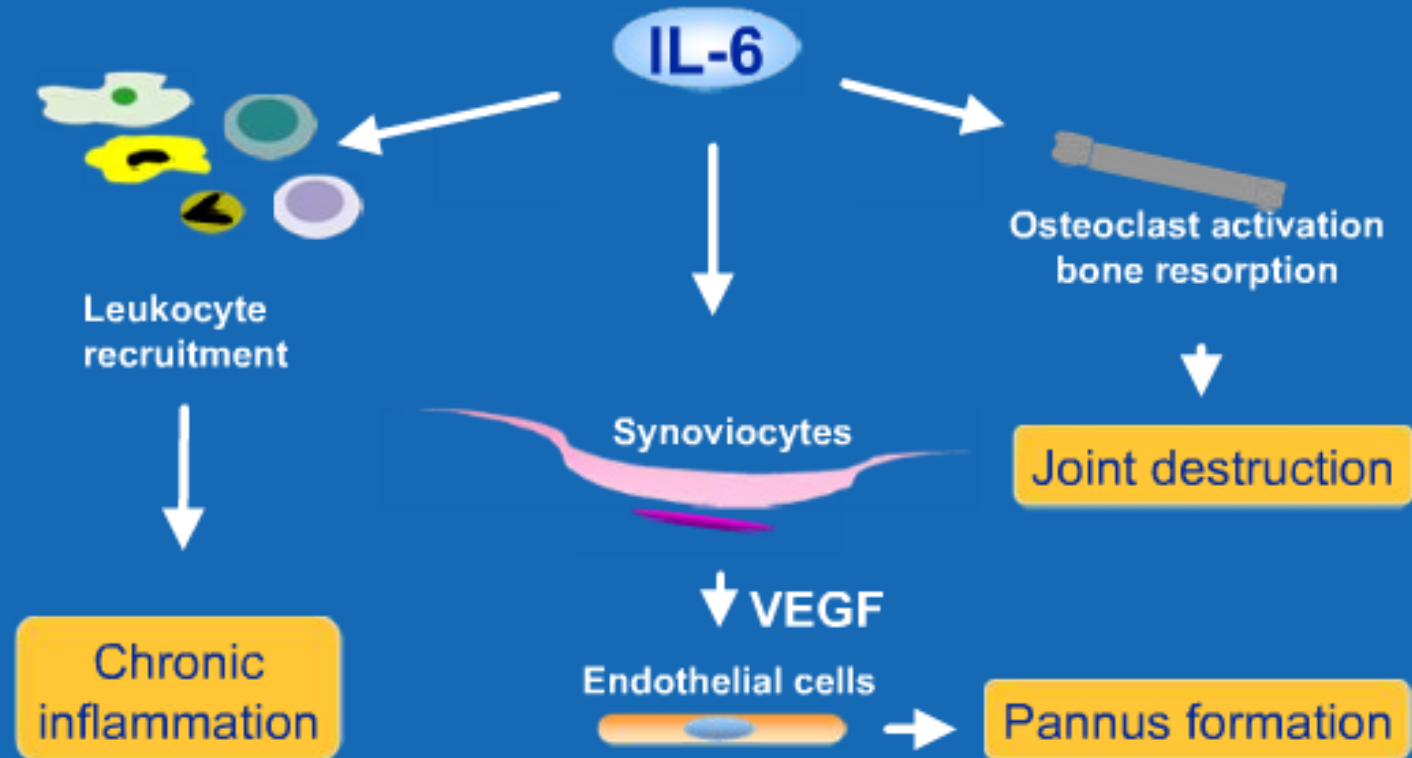 IL-6
Leukocyte
recruitment
Chronic
inflammation
Synoviocytes
VEGF
Endothelial cells
Pannus formation
Osteoclast activation
bone resorption
Joint destruction